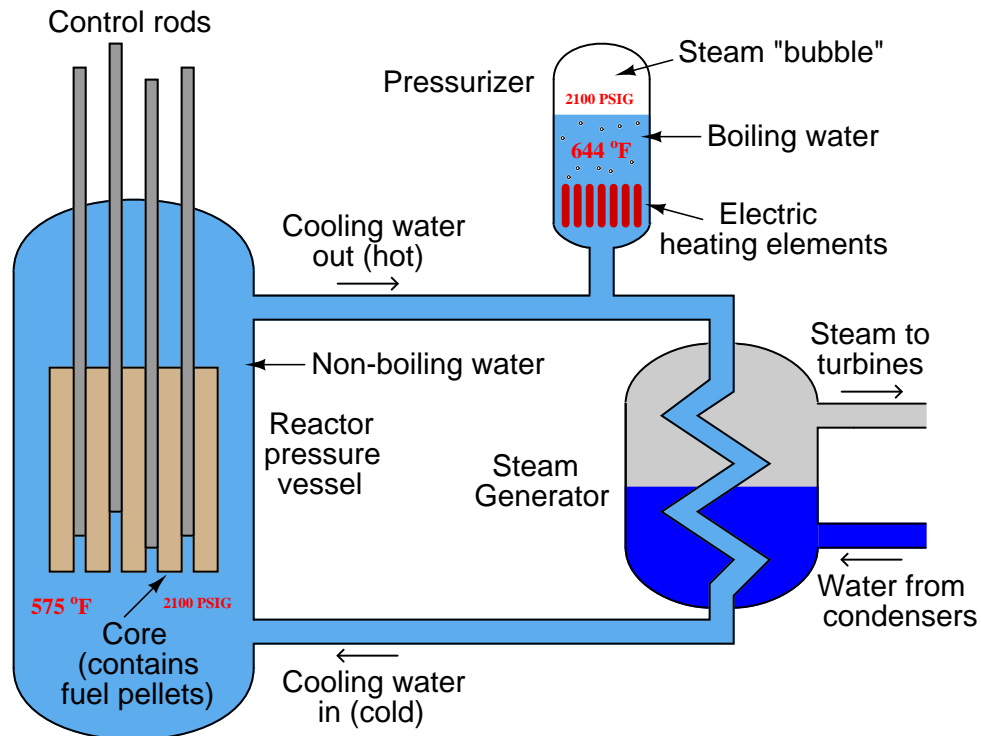 Control rods
Steam "bubble"
Pressurizer
2100 PSIG
Boiling water
644 °F
Electric
heating elements
Cooling water
out (hot)
Steam to
turbines
Non-boiling water
Reactor
pressure
vessel
Steam
Generator
575 °F
2100 PSIG
Water from
condensers
Core
(contains
fuel pellets)
Cooling water
in (cold)